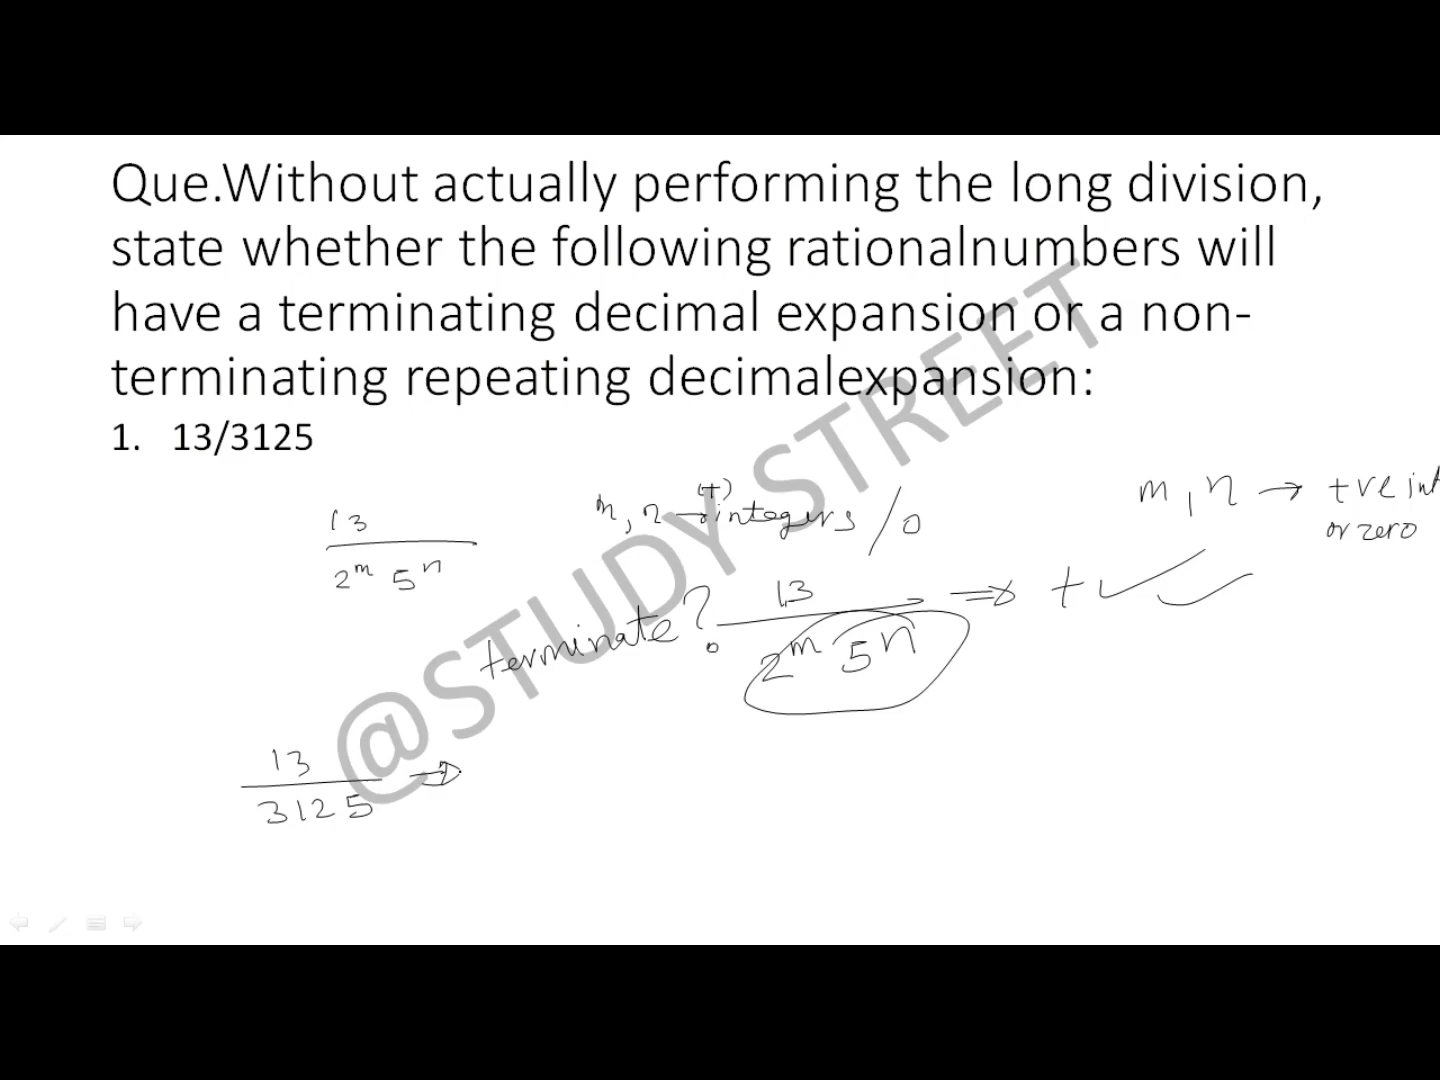 Que.Without actually performing the long division,
state whether the following rationalnumbers will
have a terminating decimal expansion or a non-
terminating repeating decimalexpansion:
1. 13/3125
@STUDY STREET
13
2^m 5^n
m, n → (+) integers / 0
m, n → +ve int
or zero
terminate?
13
2^m 5^n
13
3125